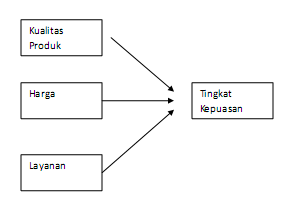 Kualitas
Produk
Harga
Tingkat
Kepuasan
Layanan